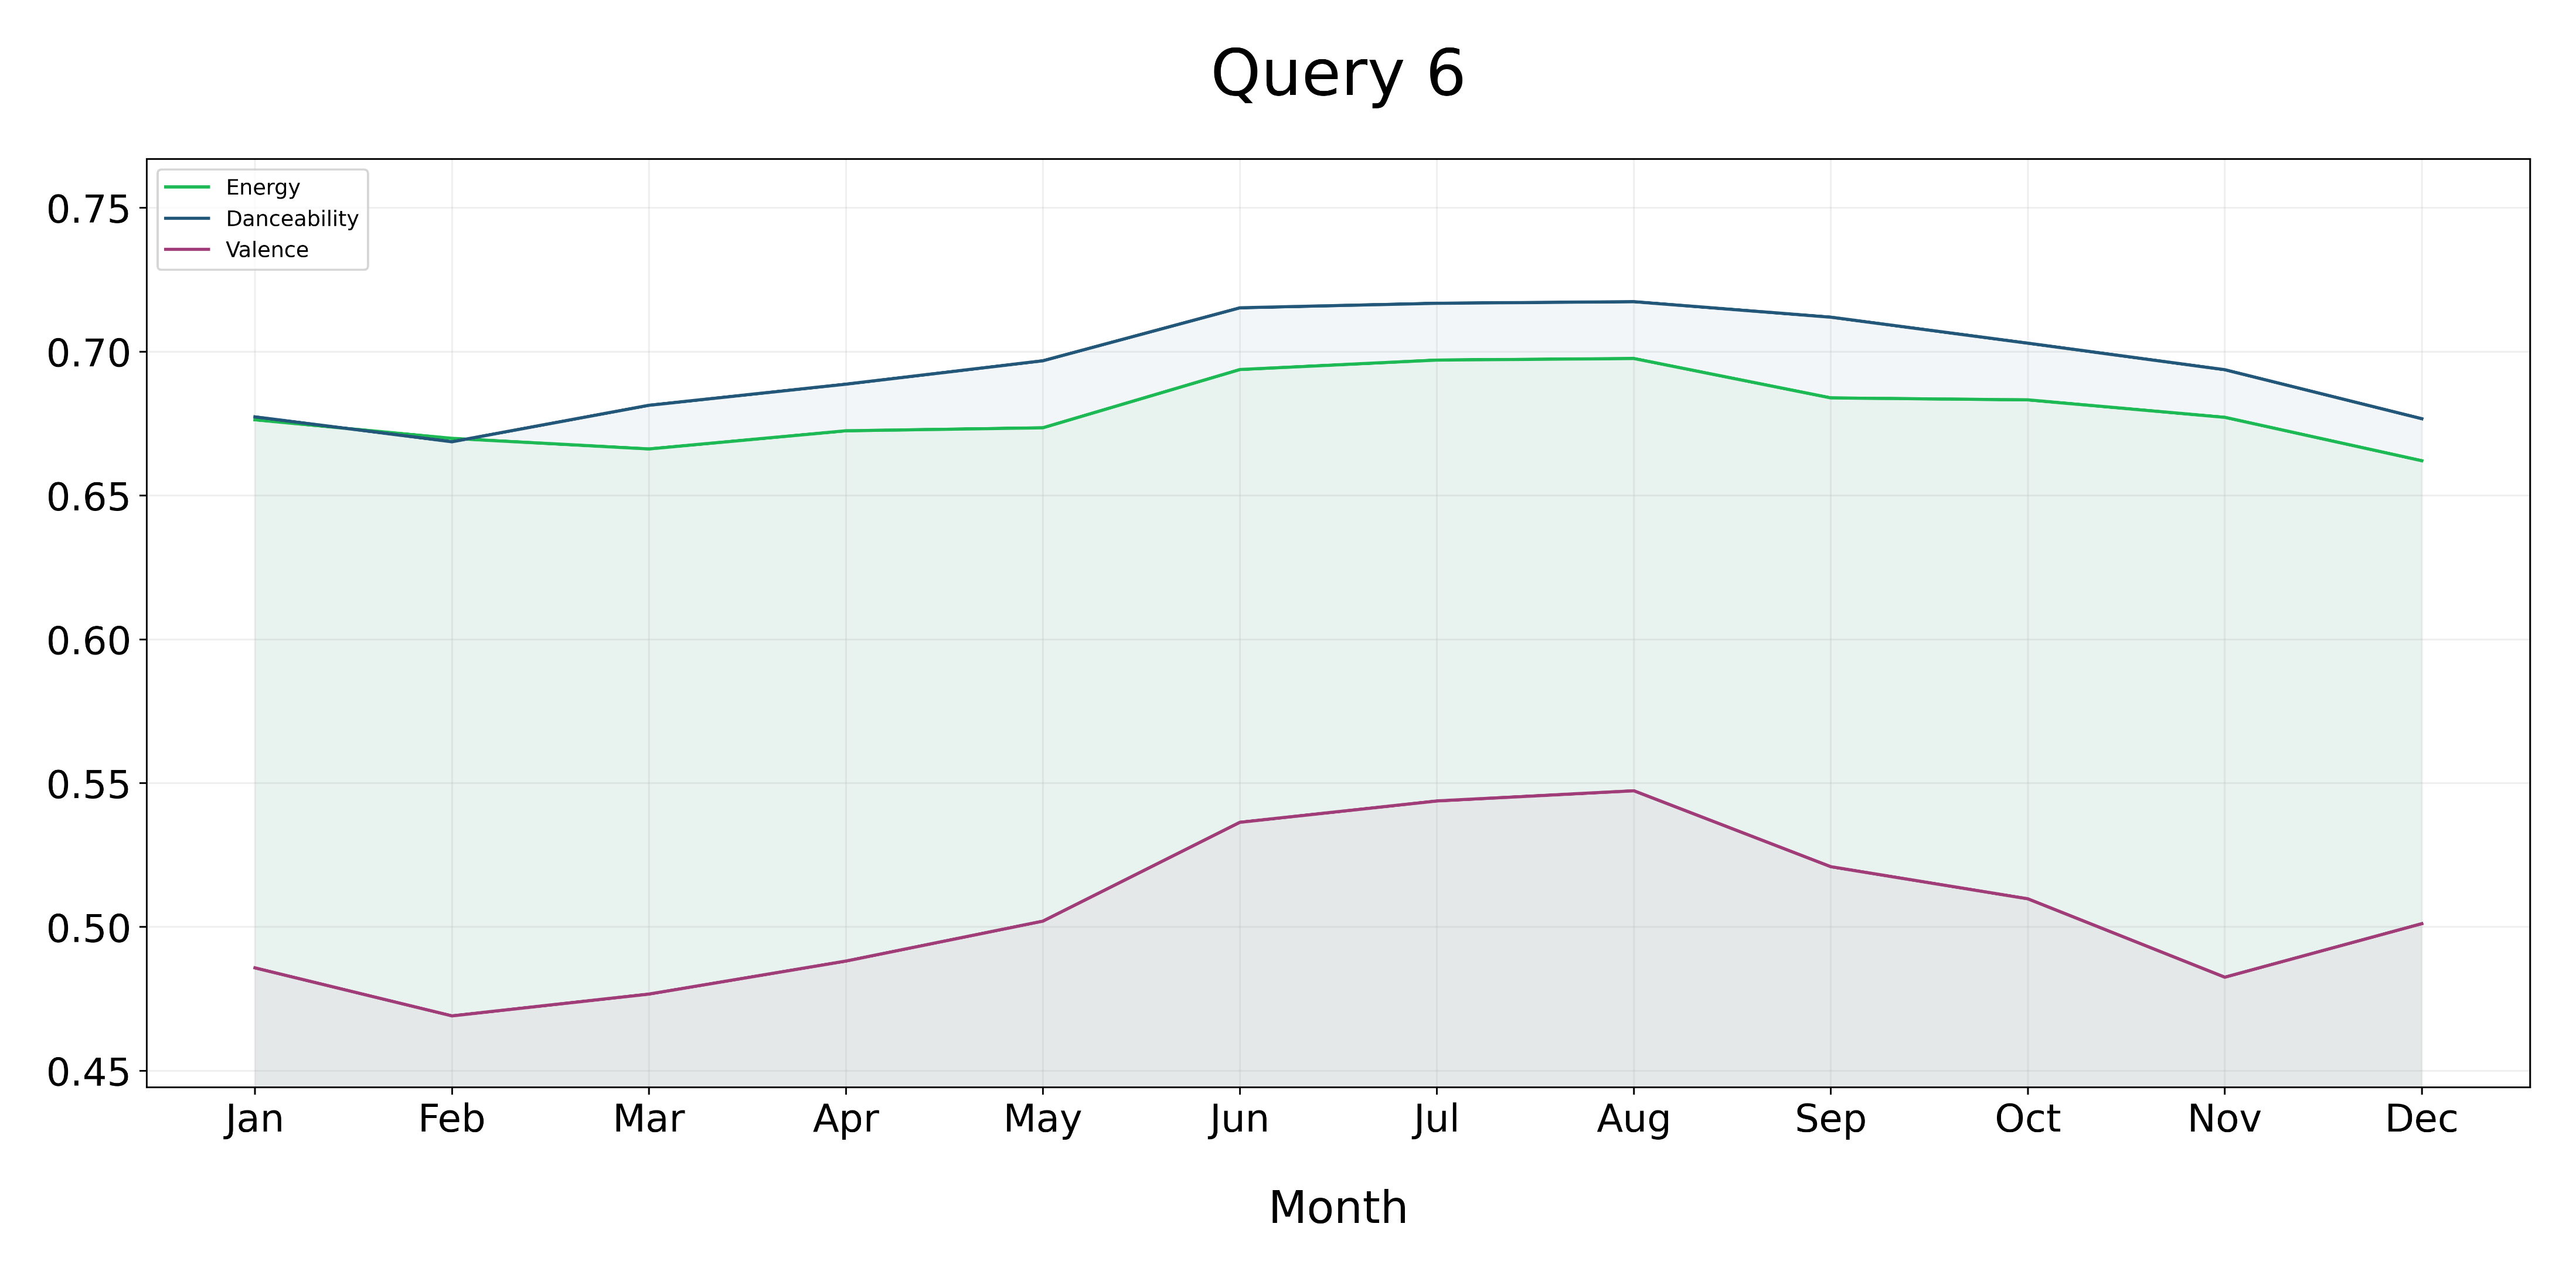 Query 6
Energy
Danceability
Valence
0.75
0.70
0.65
0.60
0.55
0.50
0.45
Jan Feb Mar Apr May Jun Jul Aug Sep Oct Nov Dec
Month